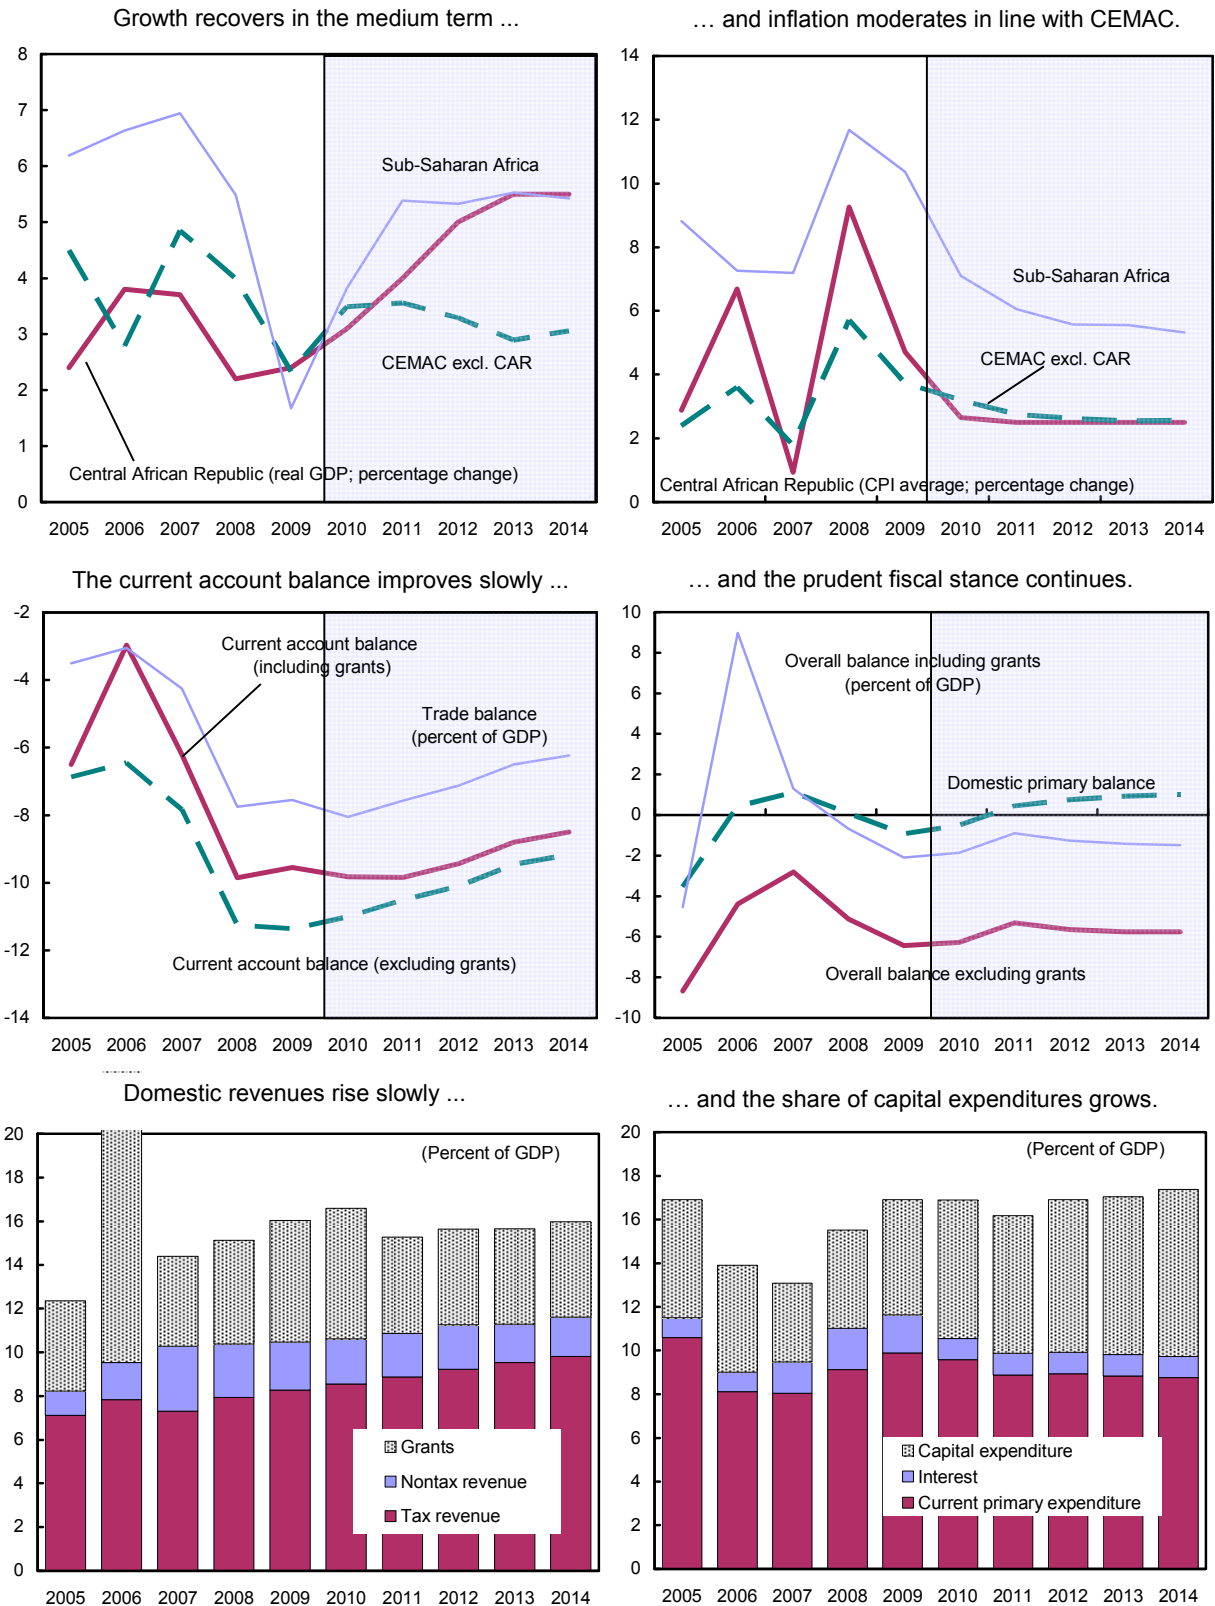 Growth recovers in the medium term ...
8
7
6
5
4
3
2
1
0
Sub-Saharan Africa
CEMAC excl. CAR
Central African Republic (real GDP; percentage change)
2005 2006 2007 2008 2009 2010 2011 2012 2013 2014
… and inflation moderates in line with CEMAC.
14
12
10
8
6
4
2
0
Sub-Saharan Africa
CEMAC excl. CAR
Central African Republic (CPI average; percentage change)
2005 2006 2007 2008 2009 2010 2011 2012 2013 2014
The current account balance improves slowly ...
-2
-4
-6
-8
-10
-12
-14
Current account balance
(including grants)
Trade balance
(percent of GDP)
Current account balance (excluding grants)
2005 2006 2007 2008 2009 2010 2011 2012 2013 2014
… and the prudent fiscal stance continues.
10
8
6
4
2
0
-2
-4
-6
-8
-10
Overall balance including grants
(percent of GDP)
Domestic primary balance
Overall balance excluding grants
2005 2006 2007 2008 2009 2010 2011 2012 2013 2014
Domestic revenues rise slowly ...
20
18
16
14
12
10
8
6
4
2
0
(Percent of GDP)
Grants
Nontax revenue
Tax revenue
2005 2006 2007 2008 2009 2010 2011 2012 2013 2014
… and the share of capital expenditures grows.
20
18
16
14
12
10
8
6
4
2
0
(Percent of GDP)
Capital expenditure
Interest
Current primary expenditure
2005 2006 2007 2008 2009 2010 2011 2012 2013 2014